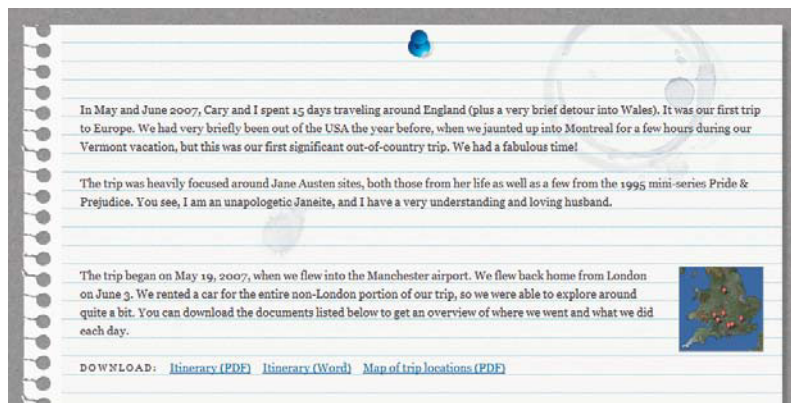 In May and June 2007, Cary and I spent 15 days traveling around England (plus a very brief detour into Wales). It was our first trip
to Europe. We had very briefly been out of the USA the year before, when we jaunted up into Montreal for a few hours during our
Vermont vacation, but this was our first significant out-of-country trip. We had a fabulous time!
The trip was heavily focused around Jane Austen sites, both those from her life as well as a few from the 1995 mini-series Pride &
Prejudice. You see, I am an unapologetic Janeite, and I have a very understanding and loving husband.
The trip began on May 19, 2007, when we flew into the Manchester airport. We flew back home from London
on June 3. We rented a car for the entire non-London portion of our trip, so we were able to explore around
quite a bit. You can download the documents listed below to get an overview of where we went and what we did
each day.
DOWNLOAD: Itinerary (PDF) Itinerary (Word) Map of trip locations (PDF)